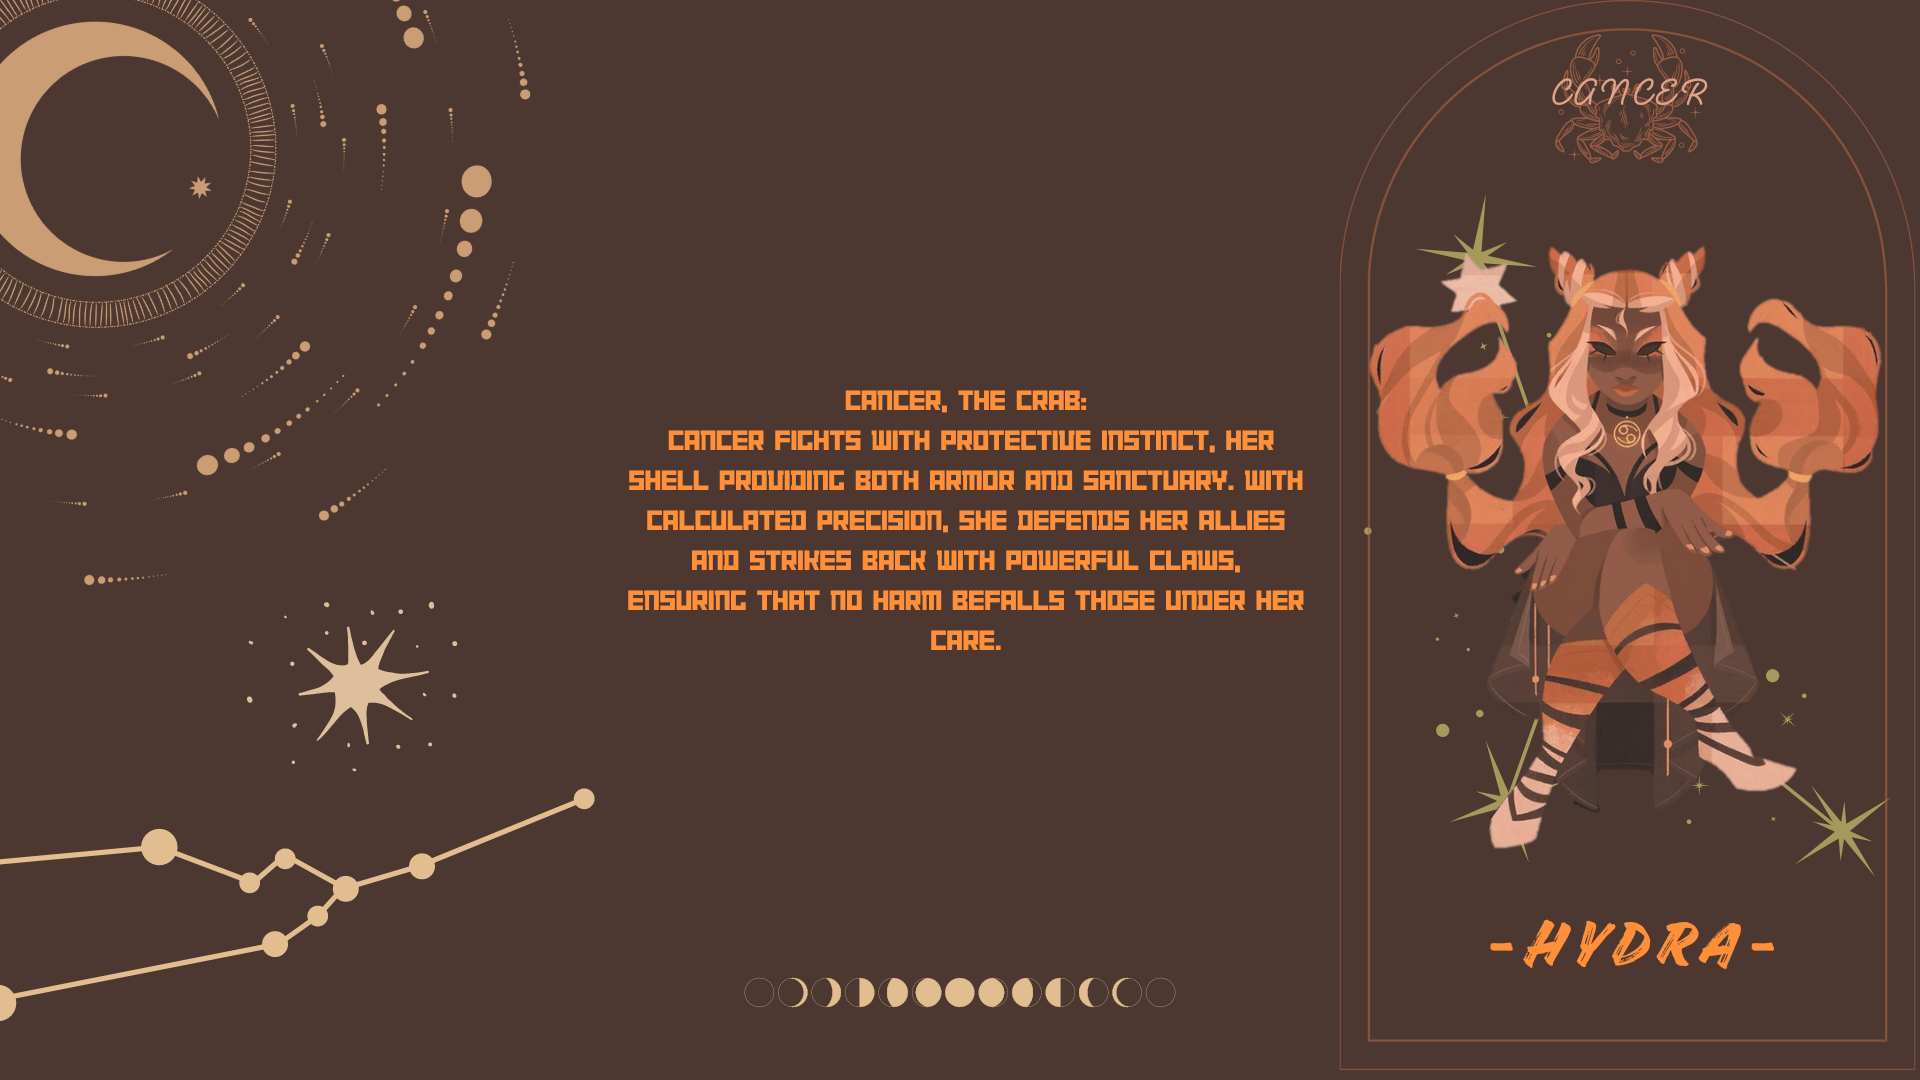 CANCER, THE CRAB:
CANCER FIGHTS WITH PROTECTIVE INSTINCT, HER
SHELL PROVIDING BOTH ARMOR AND SANCTUARY. WITH
CALCULATED PRECISION, SHE DEFENDS HER ALLIES
AND STRIKES BACK WITH POWERFUL CLAWS,
ENSURING THAT NO HARM BEFALLS THOSE UNDER HER
CARE.
CANCER
-HYDRA-